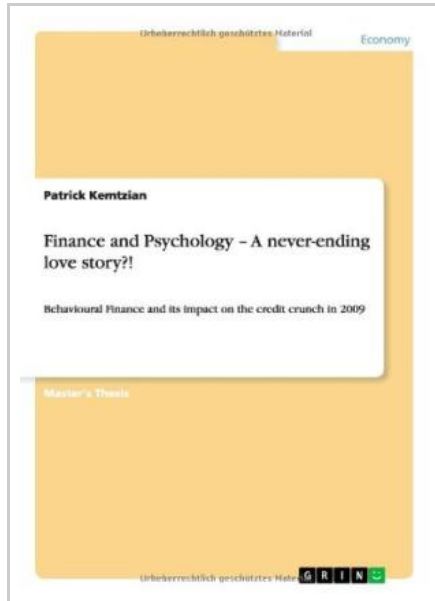 Urheberrechtlich geschütztes Material
Economy
Patrick Kemtzian
Finance and Psychology – A never-ending
love story?!
Behavioural Finance and its impact on the credit crunch in 2009
Master's Thesis
Urheberrechtlich geschütztes Mater
G R I N